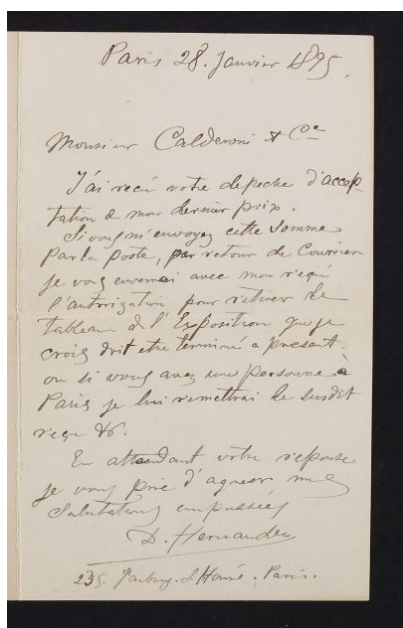 Paris 28. Janvier 1895.
Monsieur Calderoni & Cie
J'ai reçu votre depeche d'accep-
tation de mon dernier prix.
Si vous m'envoyez cette somme
par la poste, par retour de Courrier
je vous enverrai avec mon reçu
l'autorization pour retirer le
tableau de l'Exposition que je
crois doit etre terminé a present.
ou si vous avez une personne à
Paris je lui remettrai le susdit
reçu &c.
En attendant votre reponse
je vous prie d'agreer mes
Salutations empressées
D. Hernandez
235. Faubourg. St Honoré. Paris.